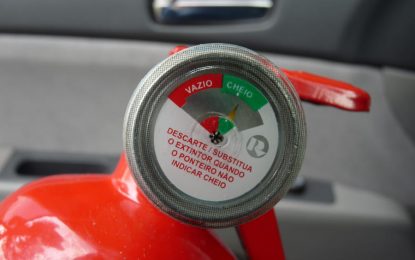 VAZIO CHEIO
DESCARTE/SUBSTITUA
O EXTINTOR QUANDO
O PONTEIRO NÃO
INDICAR CHEIO
R